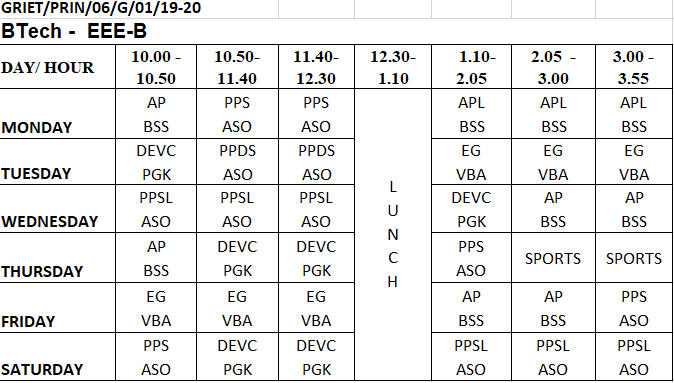 GRIET/PRIN/06/G/01/19-20
BTech - EEE-B
DAY/ HOUR 10.00 - 10.50 10.50- 11.40 11.40- 12.30 12.30- 1.10 1.10- 2.05 2.05 - 3.00 3.00 - 3.55
MONDAY AP BSS PPS ASO PPS ASO LUNCH APL BSS APL BSS APL BSS
TUESDAY DEVC PGK PPDS ASO PPDS ASO EG VBA EG VBA EG VBA
WEDNESDAY PPSL ASO PPSL ASO PPSL ASO DEVC PGK AP BSS AP BSS
THURSDAY AP BSS DEVC PGK DEVC PGK PPS ASO SPORTS SPORTS
FRIDAY EG VBA EG VBA EG VBA AP BSS AP BSS PPS ASO
SATURDAY PPS ASO DEVC PGK DEVC PGK PPSL ASO PPSL ASO PPSL ASO